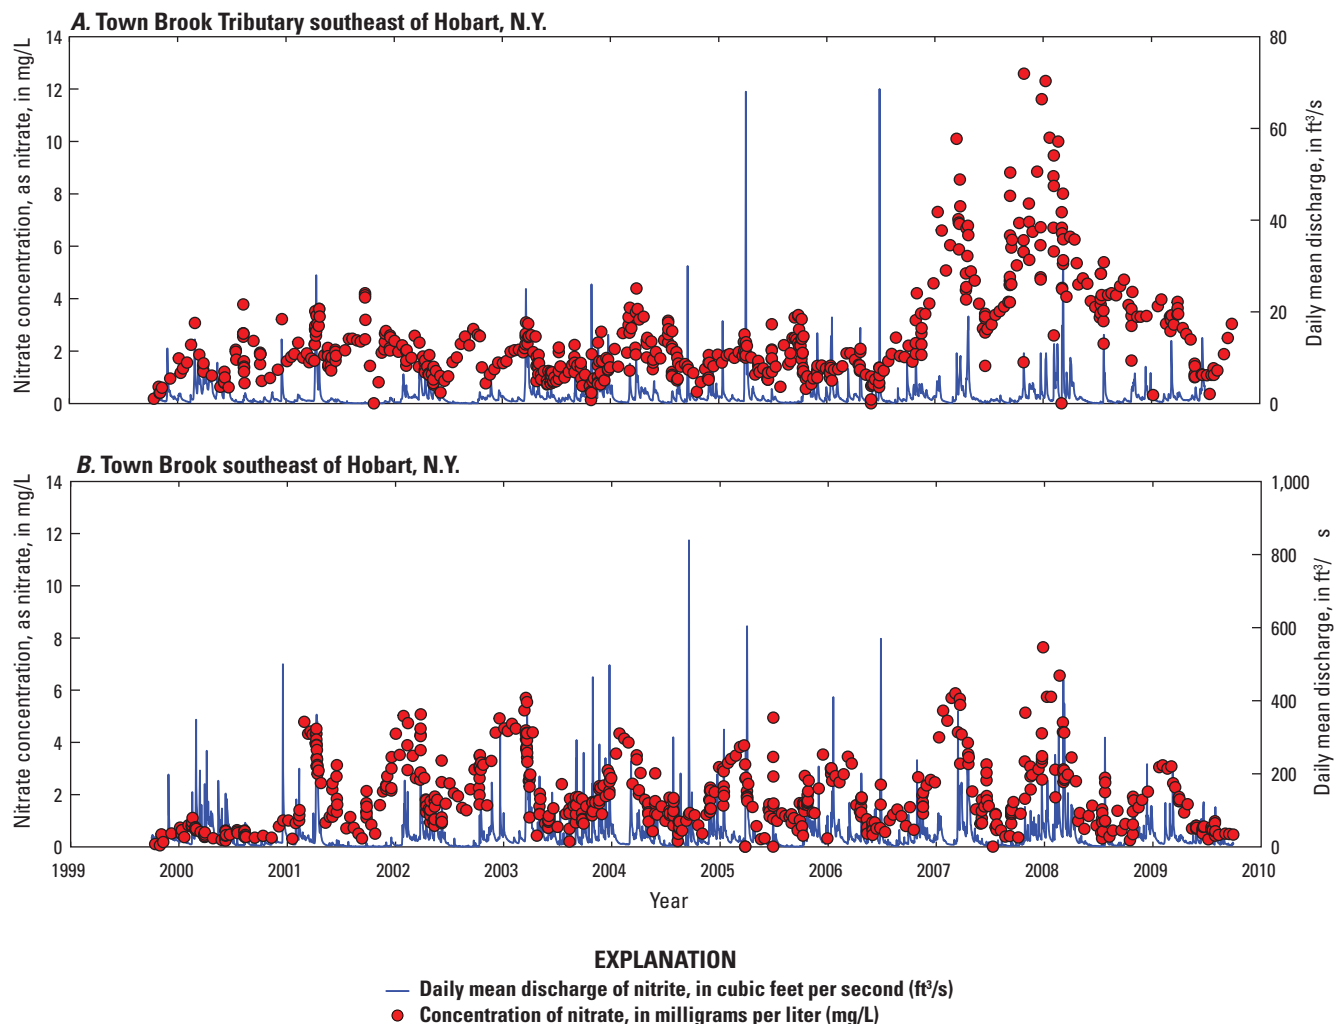 A. Town Brook Tributary southeast of Hobart, N.Y.
Nitrate concentration, as nitrate, in mg/L
14
12
10
8
6
4
2
0
80
60
40
20
0
Daily mean discharge, in ft³/s
B. Town Brook southeast of Hobart, N.Y.
Nitrate concentration, as nitrate, in mg/L
14
12
10
8
6
4
2
0
1,000
800
600
400
200
0
Daily mean discharge, in ft³/ s
1999 2000 2001 2002 2003 2004 2005 2006 2007 2008 2009 2010
Year
EXPLANATION
Daily mean discharge of nitrite, in cubic feet per second (ft³/s)
Concentration of nitrate, in milligrams per liter (mg/L)